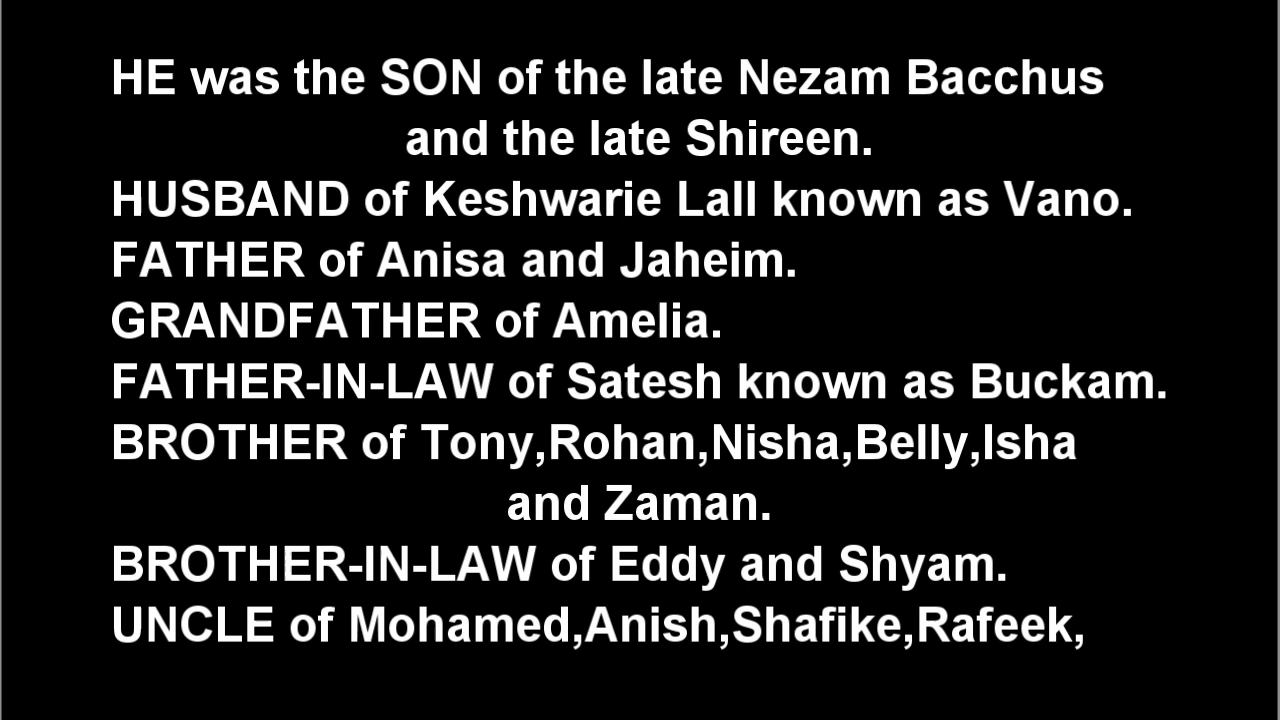 HE was the SON of the late Nezam Bacchus
and the late Shireen.
HUSBAND of Keshwarie Lall known as Vano.
FATHER of Anisa and Jaheim.
GRANDFATHER of Amelia.
FATHER-IN-LAW of Satesh known as Buckam.
BROTHER of Tony,Rohan,Nisha,Belly,Isha
and Zaman.
BROTHER-IN-LAW of Eddy and Shyam.
UNCLE of Mohamed,Anish,Shafike,Rafeek,